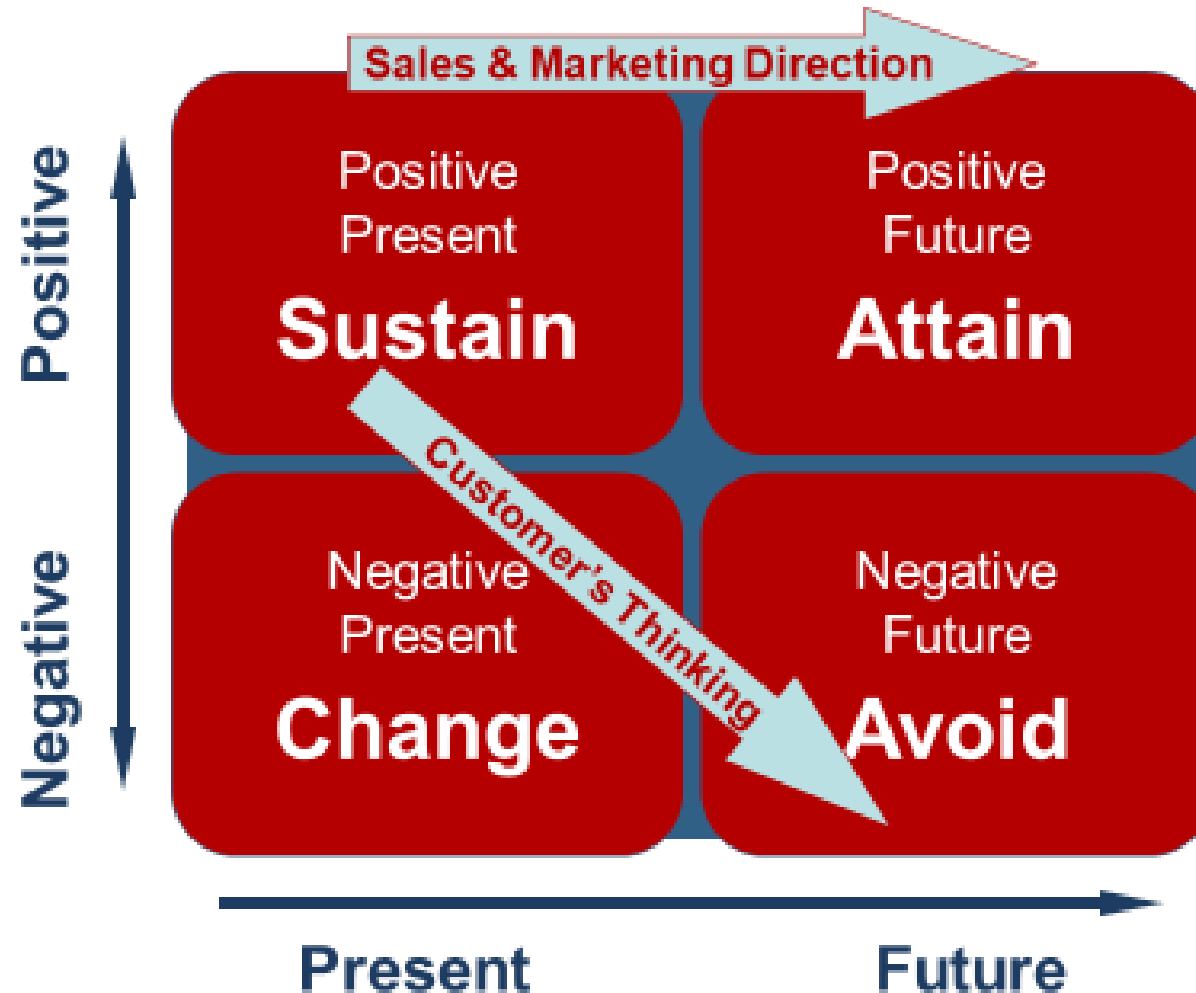 Sales & Marketing Direction
Positive
Positive
Present
Sustain
Positive
Future
Attain
Customer's Thinking
Negative
Negative
Present
Change
Negative
Future
Avoid
Present
Future